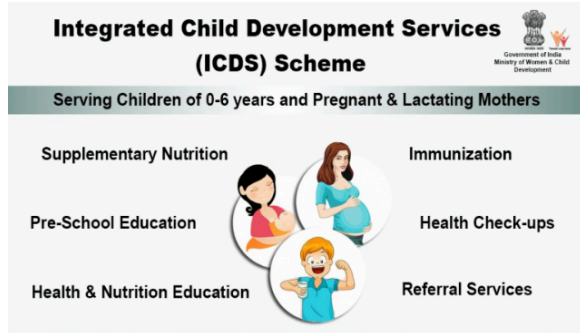 Integrated Child Development Services
(ICDS) Scheme
Government of India
Ministry of Women & Child
Development
Serving Children of 0-6 years and Pregnant & Lactating Mothers
Supplementary Nutrition
Immunization
Pre-School Education
Health Check-ups
Health & Nutrition Education
Referral Services